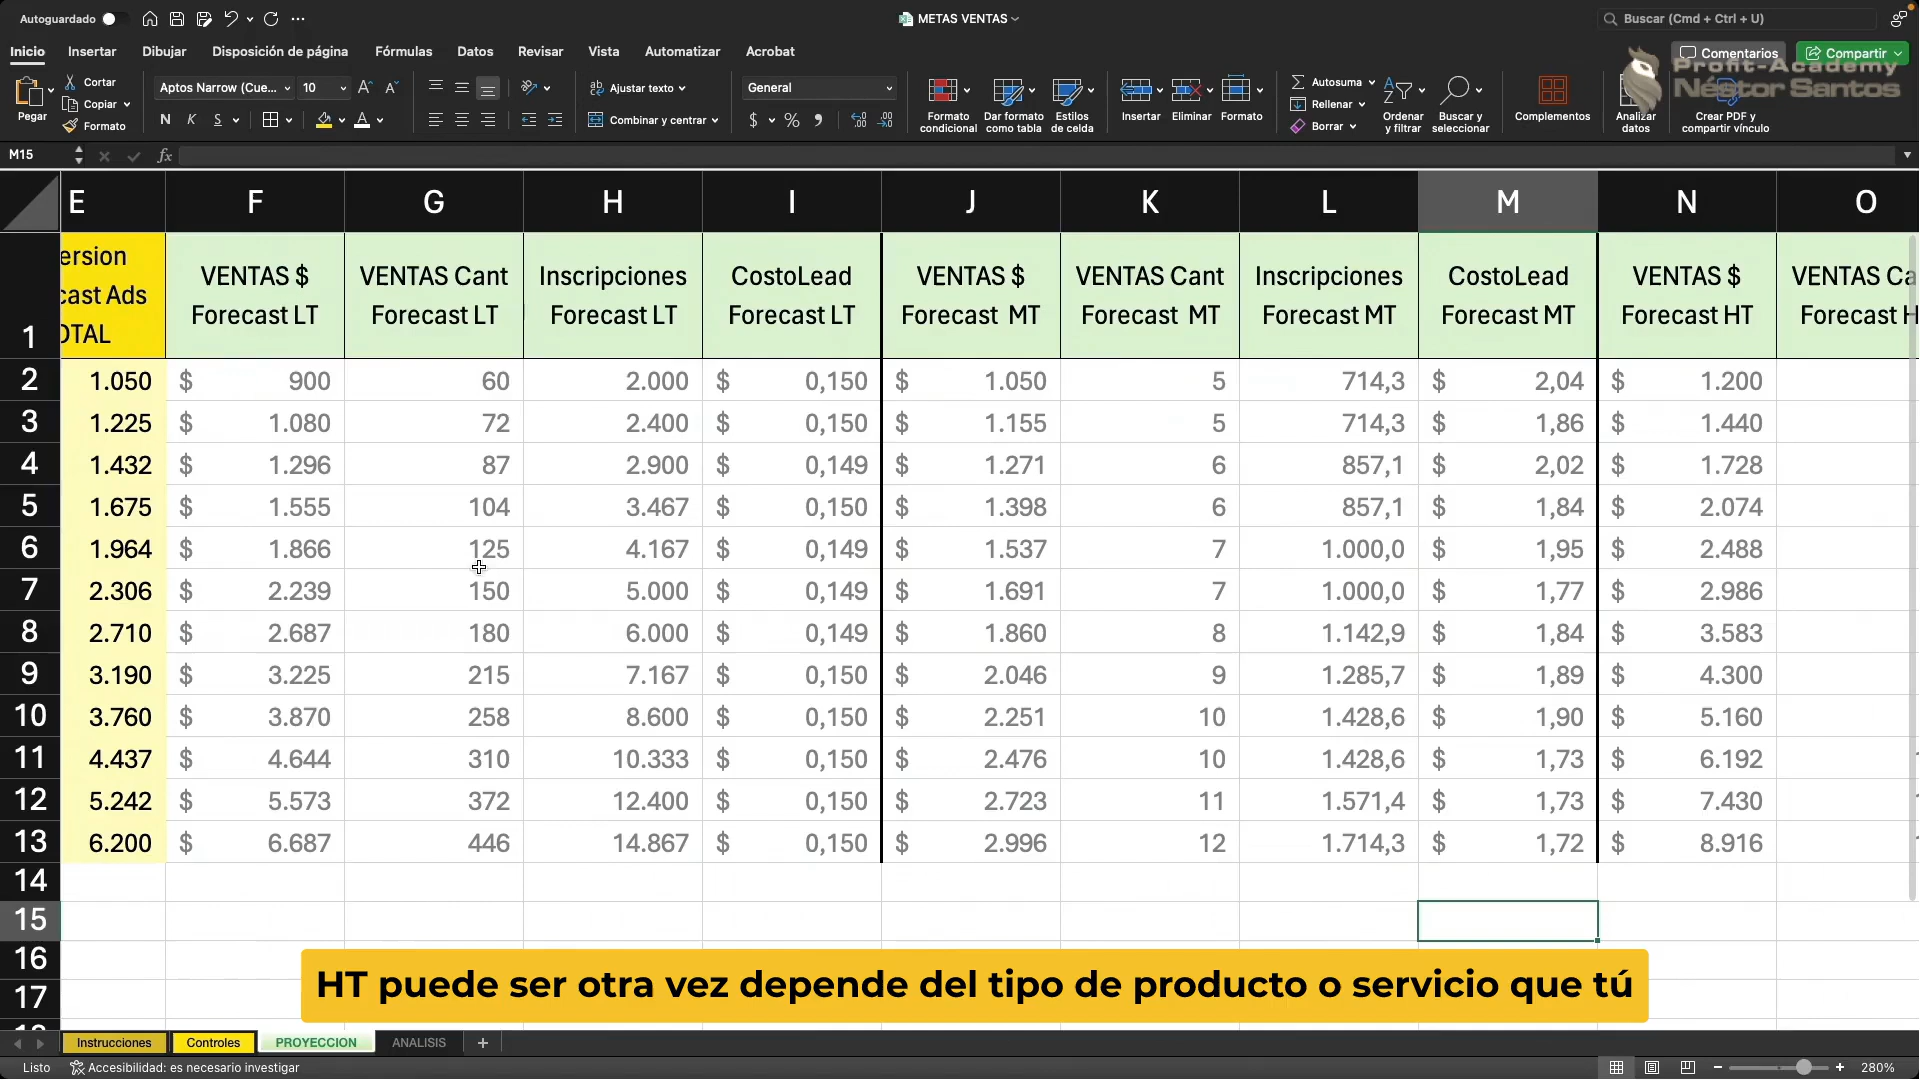 Autoguardado
METAS VENTAS
Buscar (Cmd + Ctrl + U)
Inicio Insertar Dibujar Disposición de página Fórmulas Datos Revisar Vista Automatizar Acrobat
Comentarios Compartir
Profit-Academy
Néstor Santos
Pegar Cortar Copiar Formato
Aptos Narrow (Cue... 10
N K S
Ajustar texto
Combinar y centrar
General
$ % 
Formato condicional
Dar formato como tabla
Estilos de celda
Insertar Eliminar Formato
Autosuma
Rellenar
Borrar
Ordenar y filtrar
Buscar y seleccionar
Complementos
Analizar datos
Crear PDF y compartir vínculo
M15 fx
E F G H I J K L M N O
1 ersion cast Ads OTAL VENTAS $ Forecast LT VENTAS Cant Forecast LT Inscripciones Forecast LT CostoLead Forecast LT VENTAS $ Forecast MT VENTAS Cant Forecast MT Inscripciones Forecast MT CostoLead Forecast MT VENTAS $ Forecast HT VENTAS Ca Forecast H
2 1.050 $ 900 60 2.000 $ 0,150 $ 1.050 5 714,3 $ 2,04 $ 1.200
3 1.225 $ 1.080 72 2.400 $ 0,150 $ 1.155 5 714,3 $ 1,86 $ 1.440
4 1.432 $ 1.296 87 2.900 $ 0,149 $ 1.271 6 857,1 $ 2,02 $ 1.728
5 1.675 $ 1.555 104 3.467 $ 0,150 $ 1.398 6 857,1 $ 1,84 $ 2.074
6 1.964 $ 1.866 125 4.167 $ 0,149 $ 1.537 7 1.000,0 $ 1,95 $ 2.488
7 2.306 $ 2.239 150 5.000 $ 0,149 $ 1.691 7 1.000,0 $ 1,77 $ 2.986
8 2.710 $ 2.687 180 6.000 $ 0,149 $ 1.860 8 1.142,9 $ 1,84 $ 3.583
9 3.190 $ 3.225 215 7.167 $ 0,150 $ 2.046 9 1.285,7 $ 1,89 $ 4.300
10 3.760 $ 3.870 258 8.600 $ 0,150 $ 2.251 10 1.428,6 $ 1,90 $ 5.160
11 4.437 $ 4.644 310 10.333 $ 0,150 $ 2.476 10 1.428,6 $ 1,73 $ 6.192
12 5.242 $ 5.573 372 12.400 $ 0,150 $ 2.723 11 1.571,4 $ 1,73 $ 7.430
13 6.200 $ 6.687 446 14.867 $ 0,150 $ 2.996 12 1.714,3 $ 1,72 $ 8.916
14
15
16
17
HT puede ser otra vez depende del tipo de producto o servicio que tú
Instrucciones Controles PROYECCION ANALISIS
Listo Accesibilidad: es necesario investigar 280%